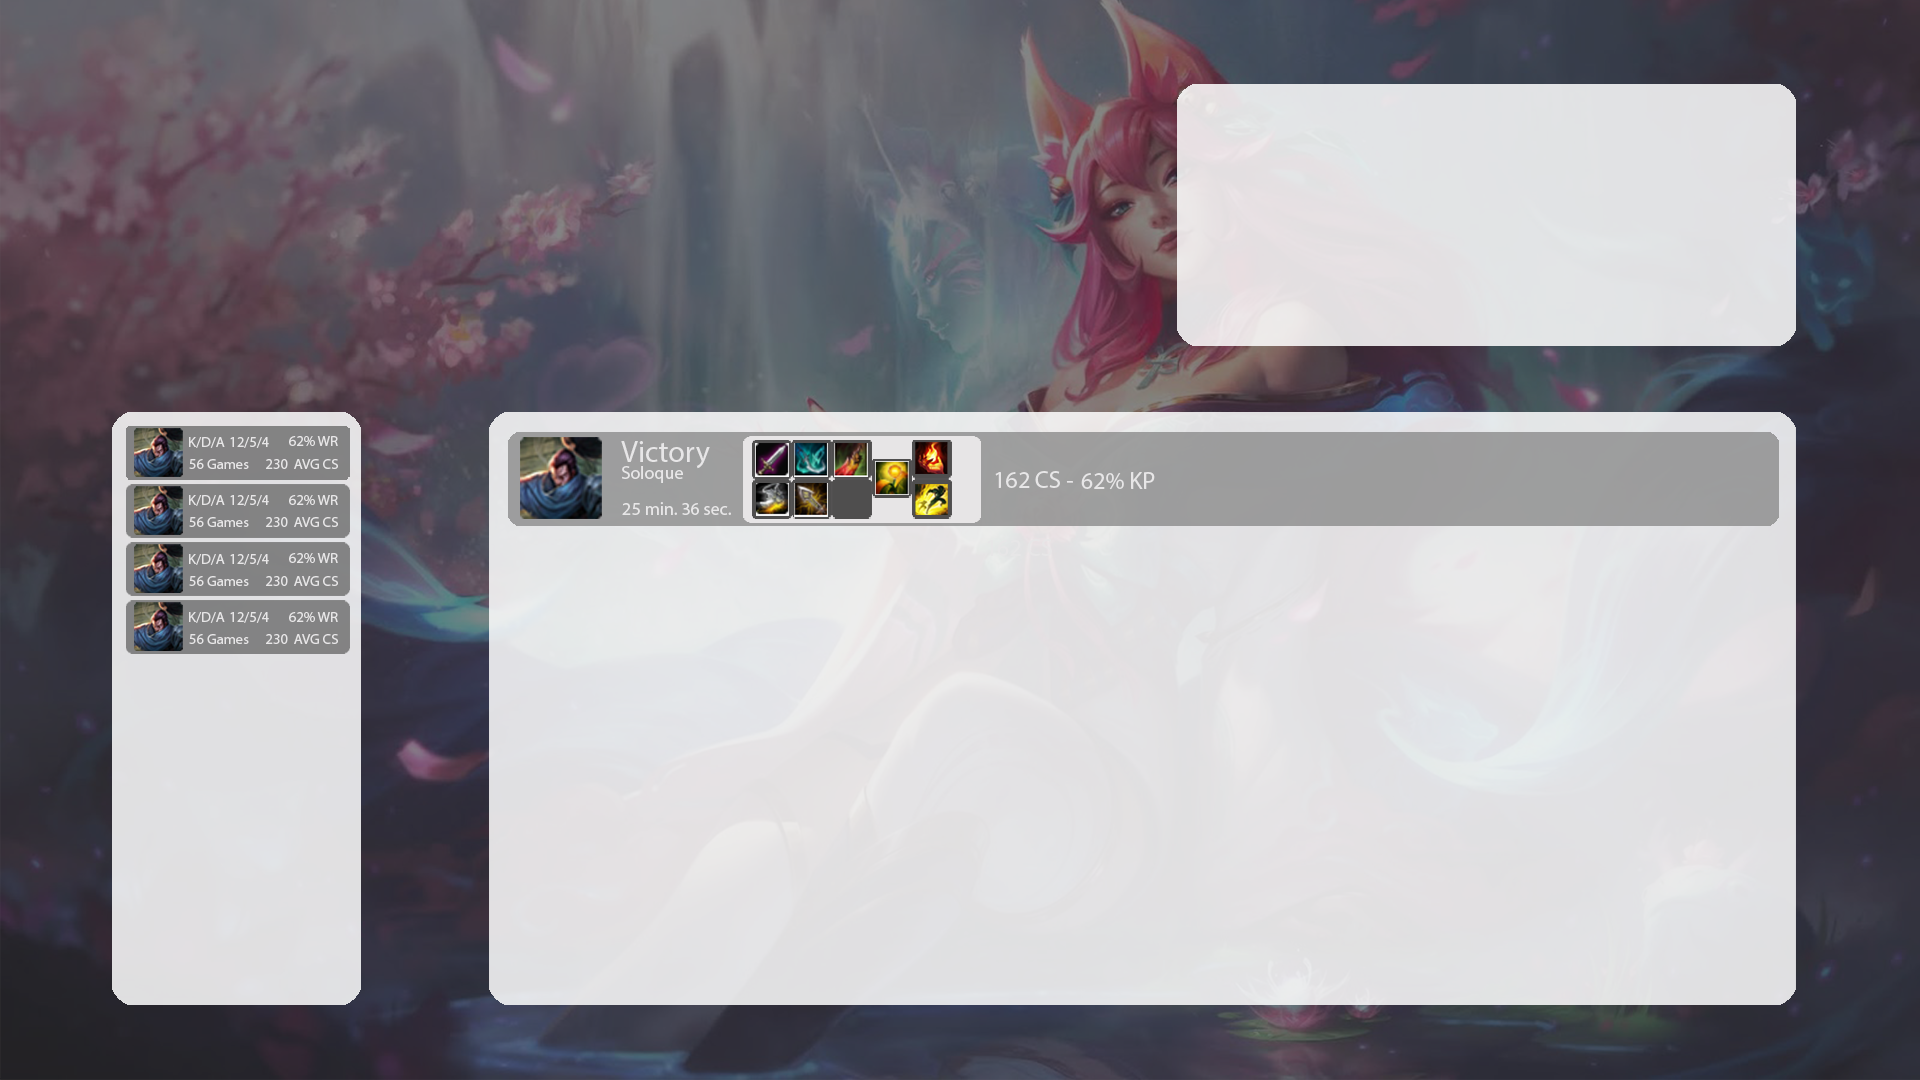 K/D/A 12/5/4 62% WR
56 Games 230 AVG CS
K/D/A 12/5/4 62% WR
56 Games 230 AVG CS
K/D/A 12/5/4 62% WR
56 Games 230 AVG CS
K/D/A 12/5/4 62% WR
56 Games 230 AVG CS
Victory
Soloque
25 min. 36 sec.
162 CS - 62% KP